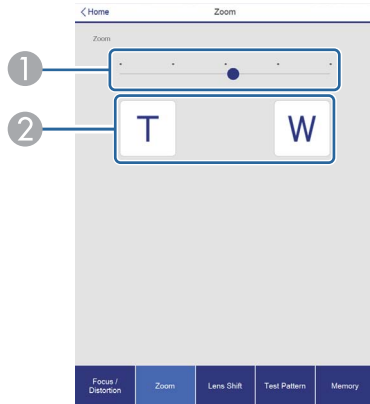 < Home Zoom
Zoom
1
2
T W
Focus / Distortion Zoom Lens Shift Test Pattern Memory